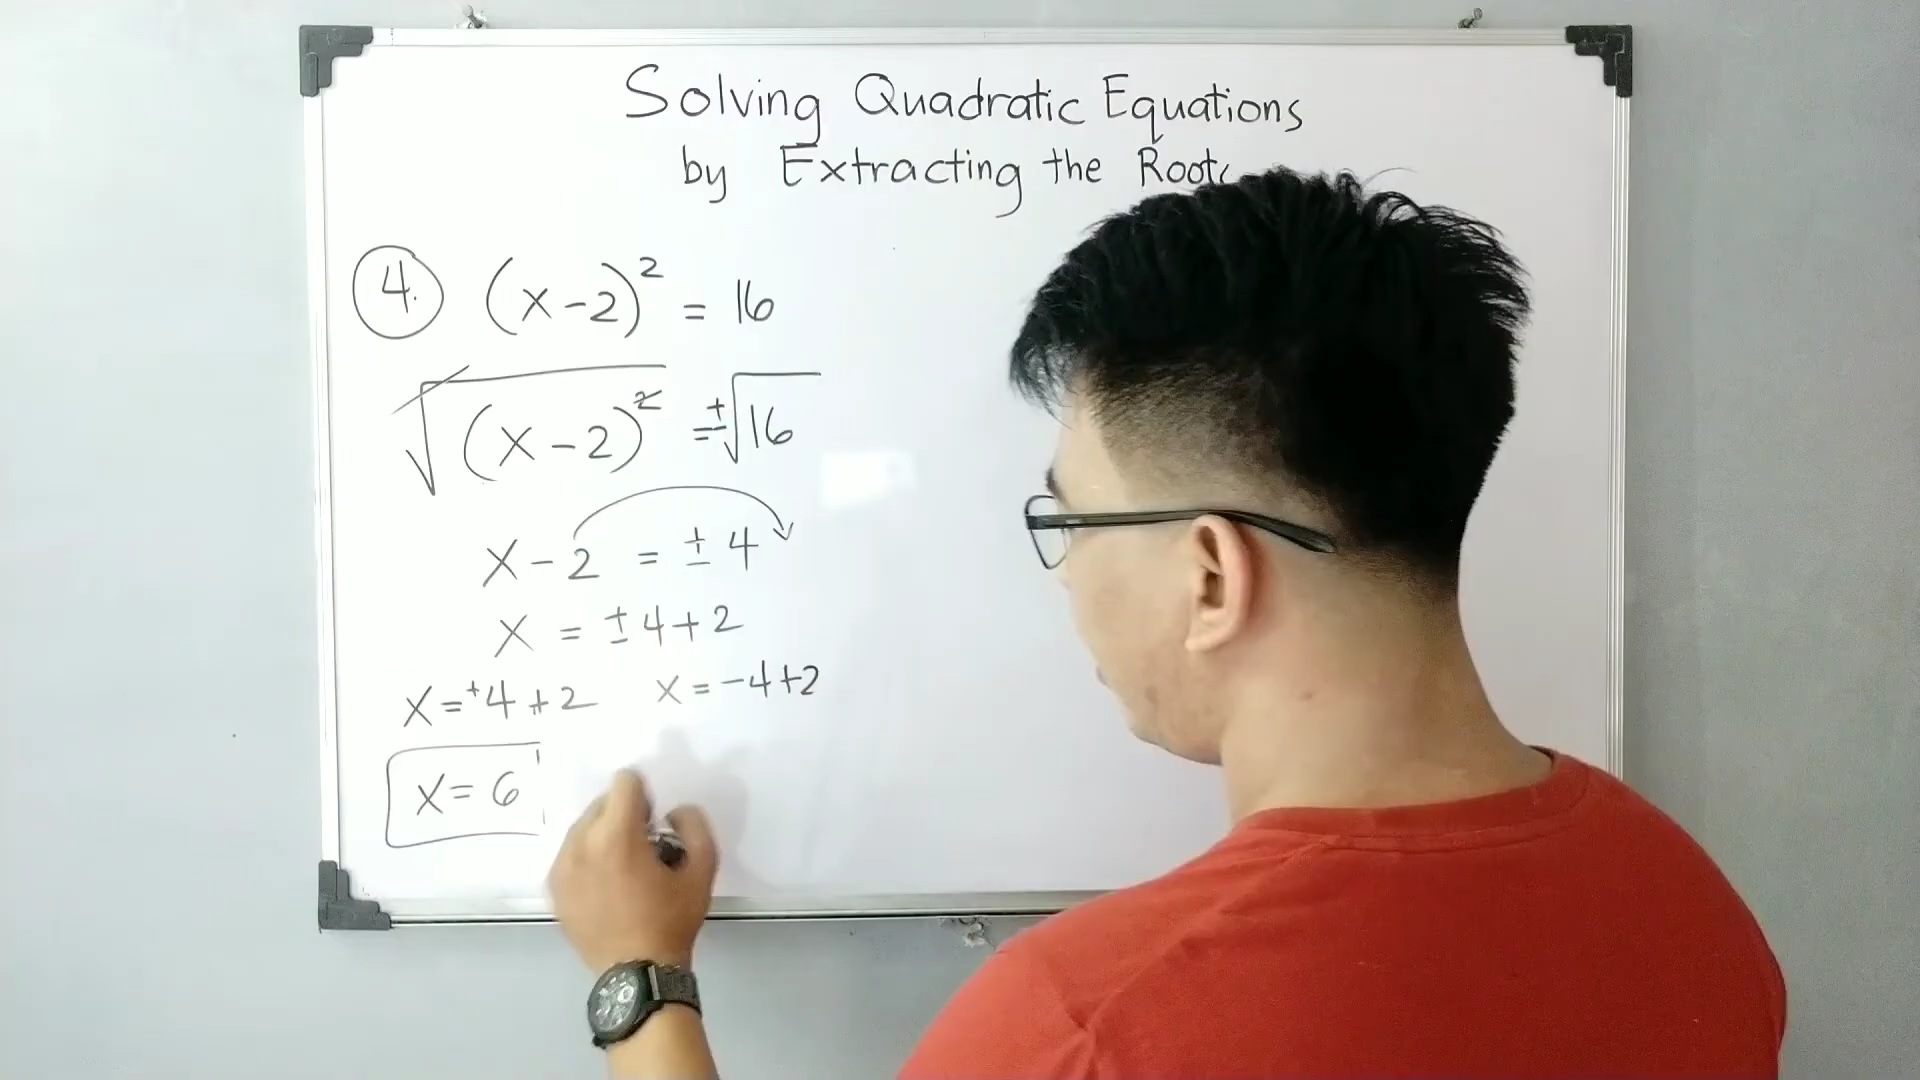 Solving Quadratic Equations
by Extracting the Roots
4. (x-2)² = 16
√(x-2)² = ±√16
x-2 = ±4
x = ±4+2
x=+4+2 x=-4+2
x=6